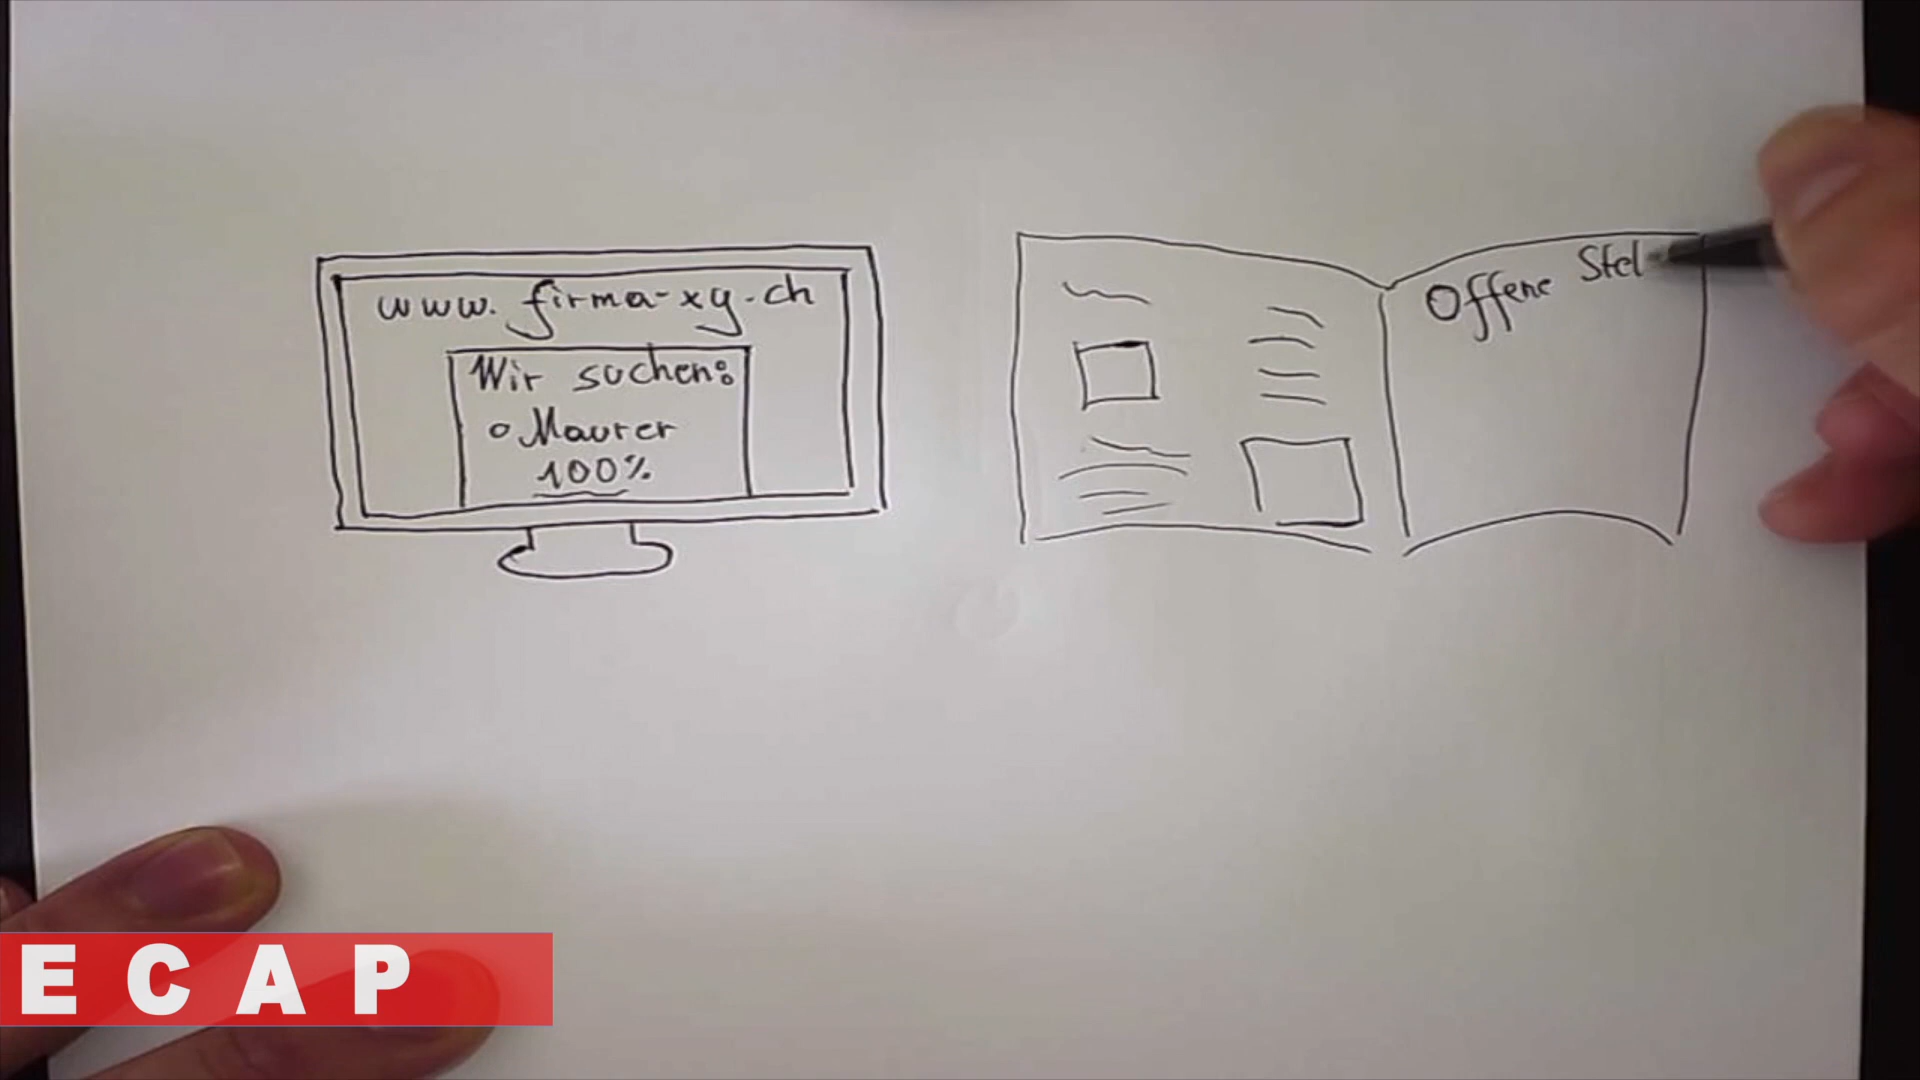 www.firma-xy.ch
Wir suchen:
o Maurer
100%
Offene Stel
ECAP